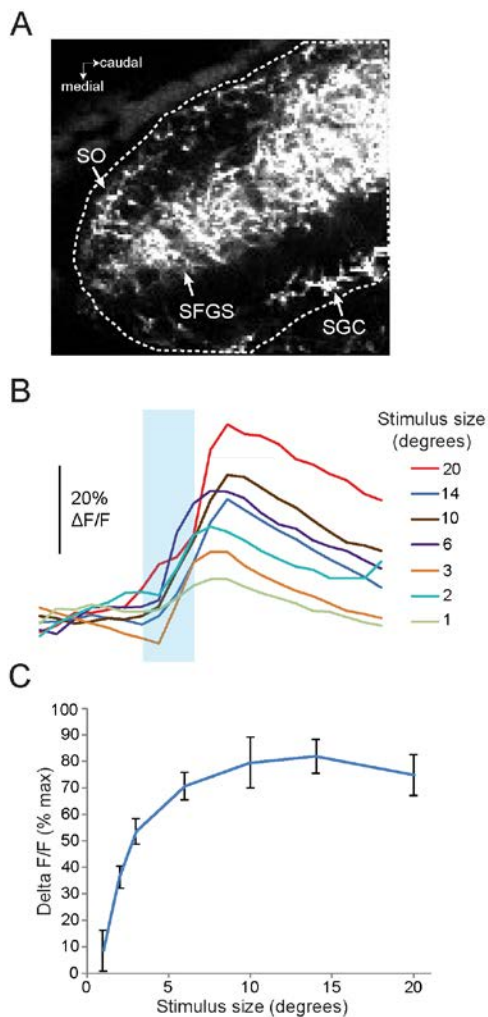 A
caudal
medial
SO
SFGS
SGC
B
20%
ΔF/F
Stimulus size
(degrees)
20
14
10
6
3
2
1
C
Delta F/F (% max)
100
90
80
70
60
50
40
30
20
10
0
0 5 10 15 20
Stimulus size (degrees)